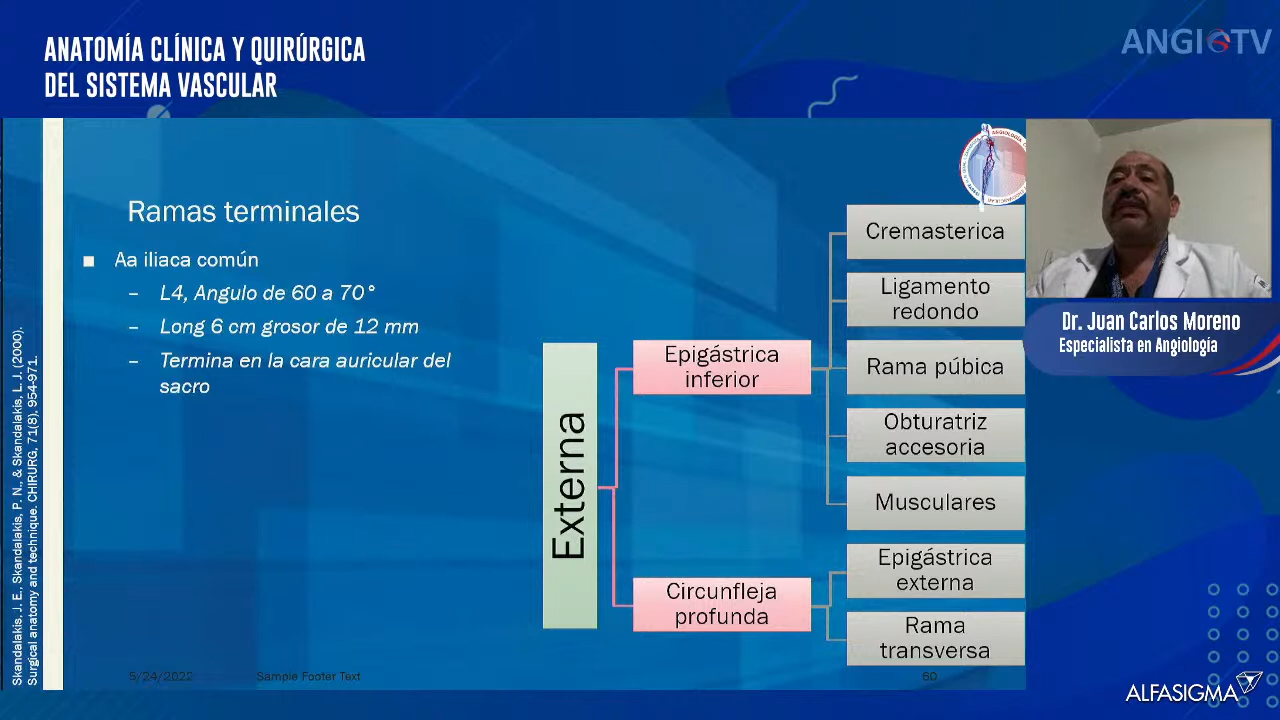 ANATOMÍA CLÍNICA Y QUIRÚRGICA
DEL SISTEMA VASCULAR
ANGIOTV
Ramas terminales
Aa iliaca común
– L4, Angulo de 60 a 70°
– Long 6 cm grosor de 12 mm
– Termina en la cara auricular del
sacro
Externa
Epigástrica
inferior
Circunfleja
profunda
Cremasterica
Ligamento
redondo
Rama púbica
Obturatriz
accesoria
Musculares
Epigástrica
externa
Rama
transversa
Dr. Juan Carlos Moreno
Especialista en Angiología
Skandalakis, J. E., Skandalakis, P. N., & Skandalakis, L. J. (2000).
Surgical anatomy and technique. CHIRURG, 71(8), 954-971.
5/24/2022
Sample Footer Text
60
ALFASIGMA